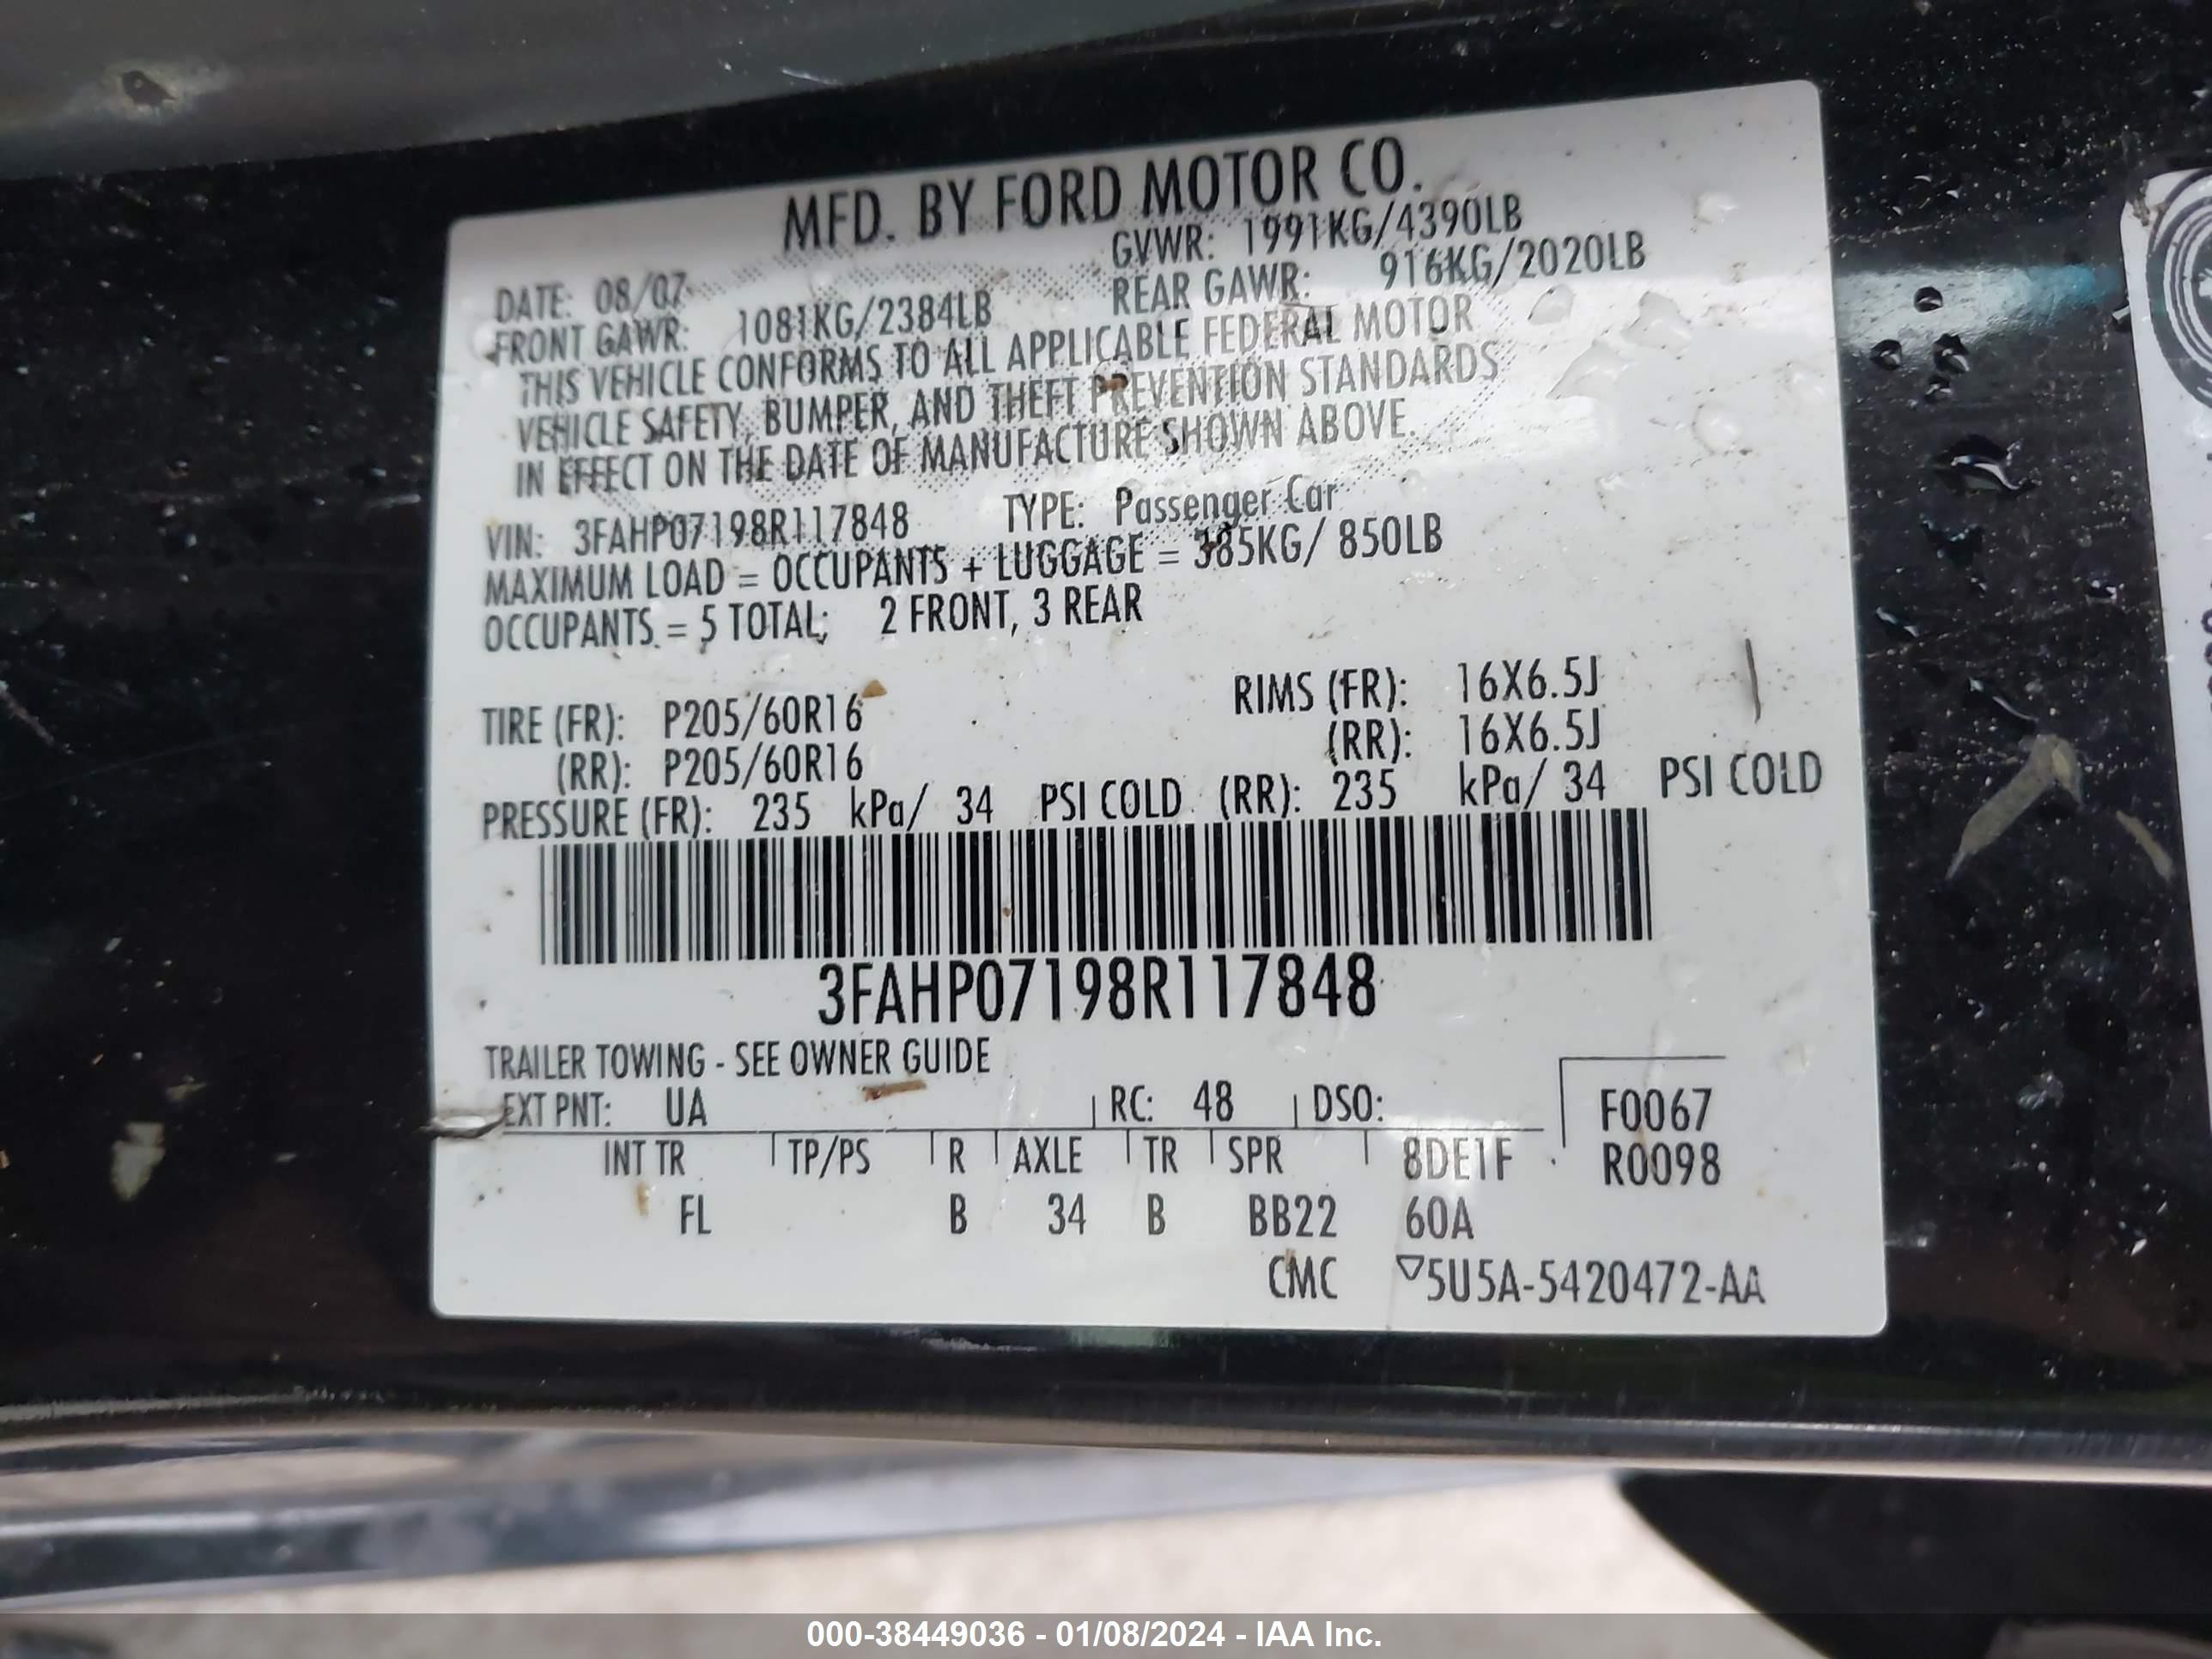 MFD. BY FORD MOTOR CO.
DATE: 08/07 GVWR: 1991KG/4390LB
FRONT GAWR: 1081KG/2384LB REAR GAWR: 916KG/2020LB
THIS VEHICLE CONFORMS TO ALL APPLICABLE FEDERAL MOTOR
VEHICLE SAFETY, BUMPER, AND THEFT PREVENTION STANDARDS
IN EFFECT ON THE DATE OF MANUFACTURE SHOWN ABOVE.
VIN: 3FAHP07198R117848 TYPE: Passenger Car
MAXIMUM LOAD = OCCUPANTS + LUGGAGE = 385KG/ 850LB
OCCUPANTS = 5 TOTAL; 2 FRONT, 3 REAR
TIRE (FR): P205/60R16 RIMS (FR): 16X6.5J
(RR): P205/60R16 (RR): 16X6.5J
PRESSURE (FR): 235 kPa/ 34 PSI COLD (RR): 235 kPa/ 34 PSI COLD
3FAHP07198R117848
TRAILER TOWING - SEE OWNER GUIDE
EXT PNT: UA RC: 48 DSO: F0067
INT TR TP/PS R AXLE TR SPR 8DE1F R0098
FL B 34 B BB22 60A
CMC ▽5U5A-5420472-AA
000-38449036 - 01/08/2024 - IAA Inc.